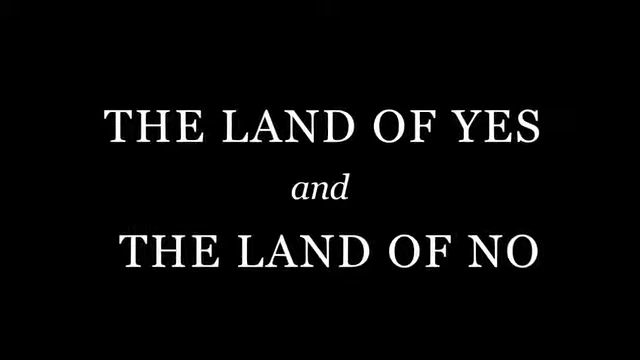 THE LAND OF YES
and
THE LAND OF NO